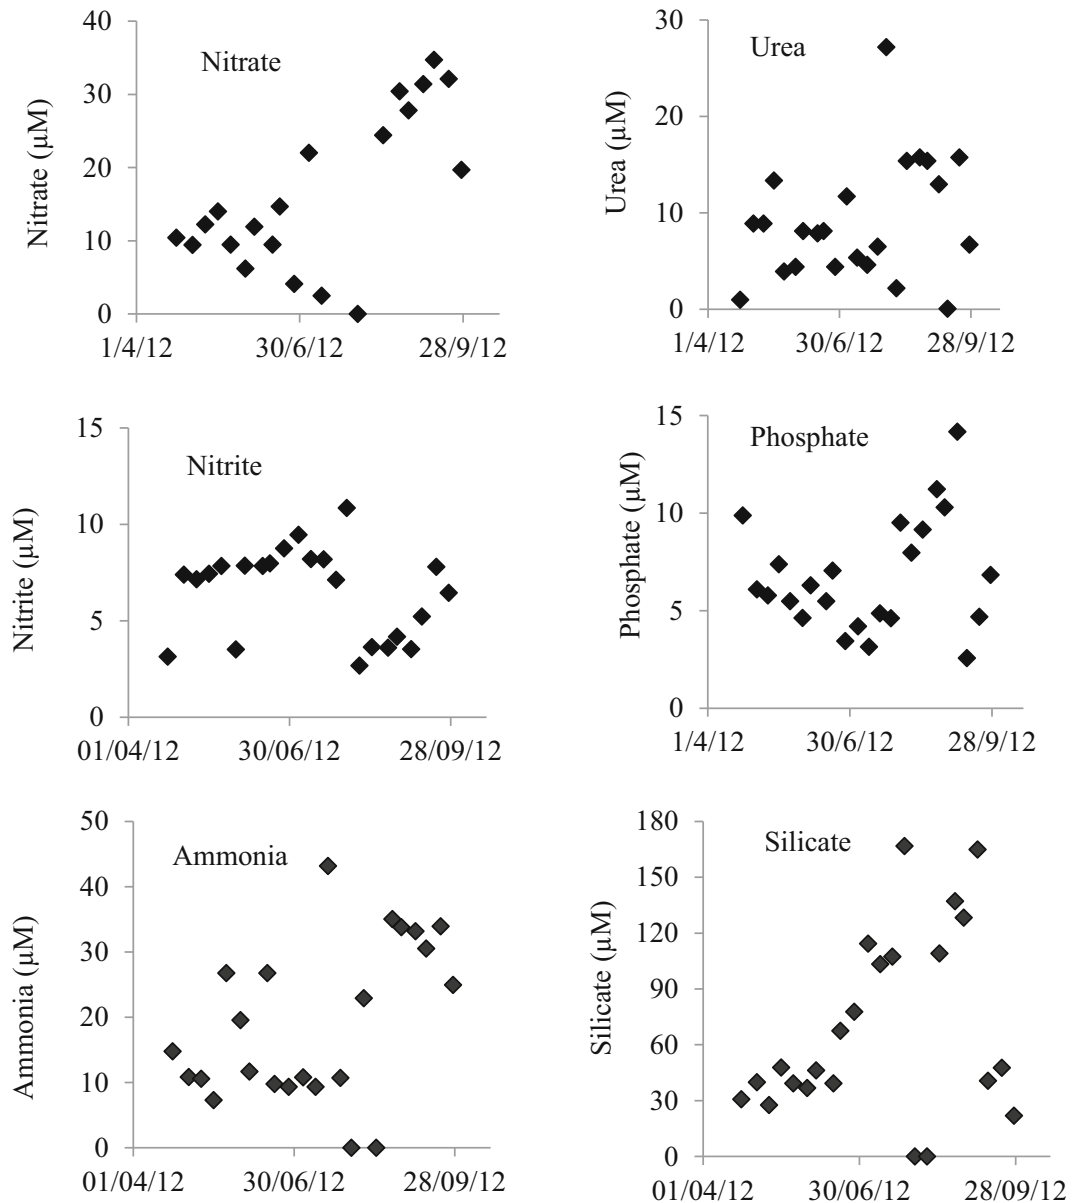 40
30
20
10
0
Nitrate (µM)
Nitrate
1/4/12 30/6/12 28/9/12
30
20
10
0
Urea (µM)
Urea
1/4/12 30/6/12 28/9/12
15
10
5
0
Nitrite (µM)
Nitrite
01/04/12 30/06/12 28/09/12
15
10
5
0
Phosphate (µM)
Phosphate
1/4/12 30/6/12 28/9/12
50
40
30
20
10
0
Ammonia (µM)
Ammonia
01/04/12 30/06/12 28/09/12
180
150
120
90
60
30
0
Silicate (µM)
Silicate
01/04/12 30/06/12 28/09/12